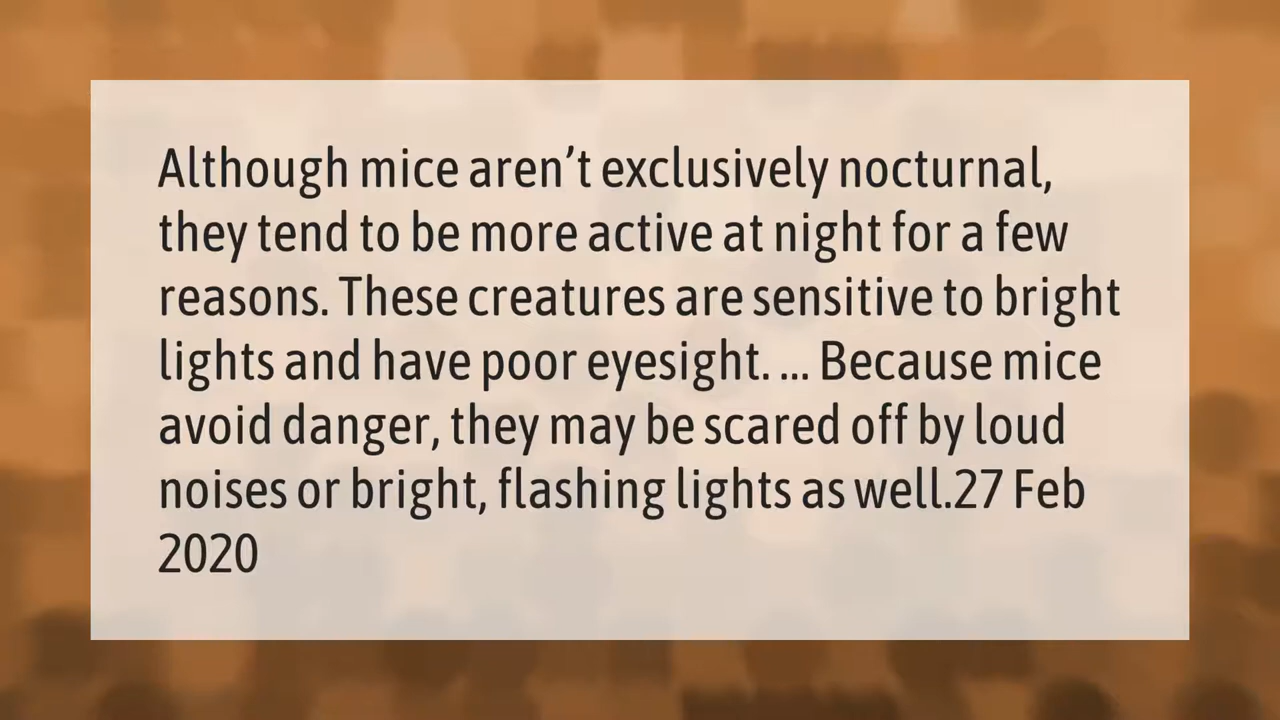 Although mice aren’t exclusively nocturnal,
they tend to be more active at night for a few
reasons. These creatures are sensitive to bright
lights and have poor eyesight. ... Because mice
avoid danger, they may be scared off by loud
noises or bright, flashing lights as well.27 Feb
2020